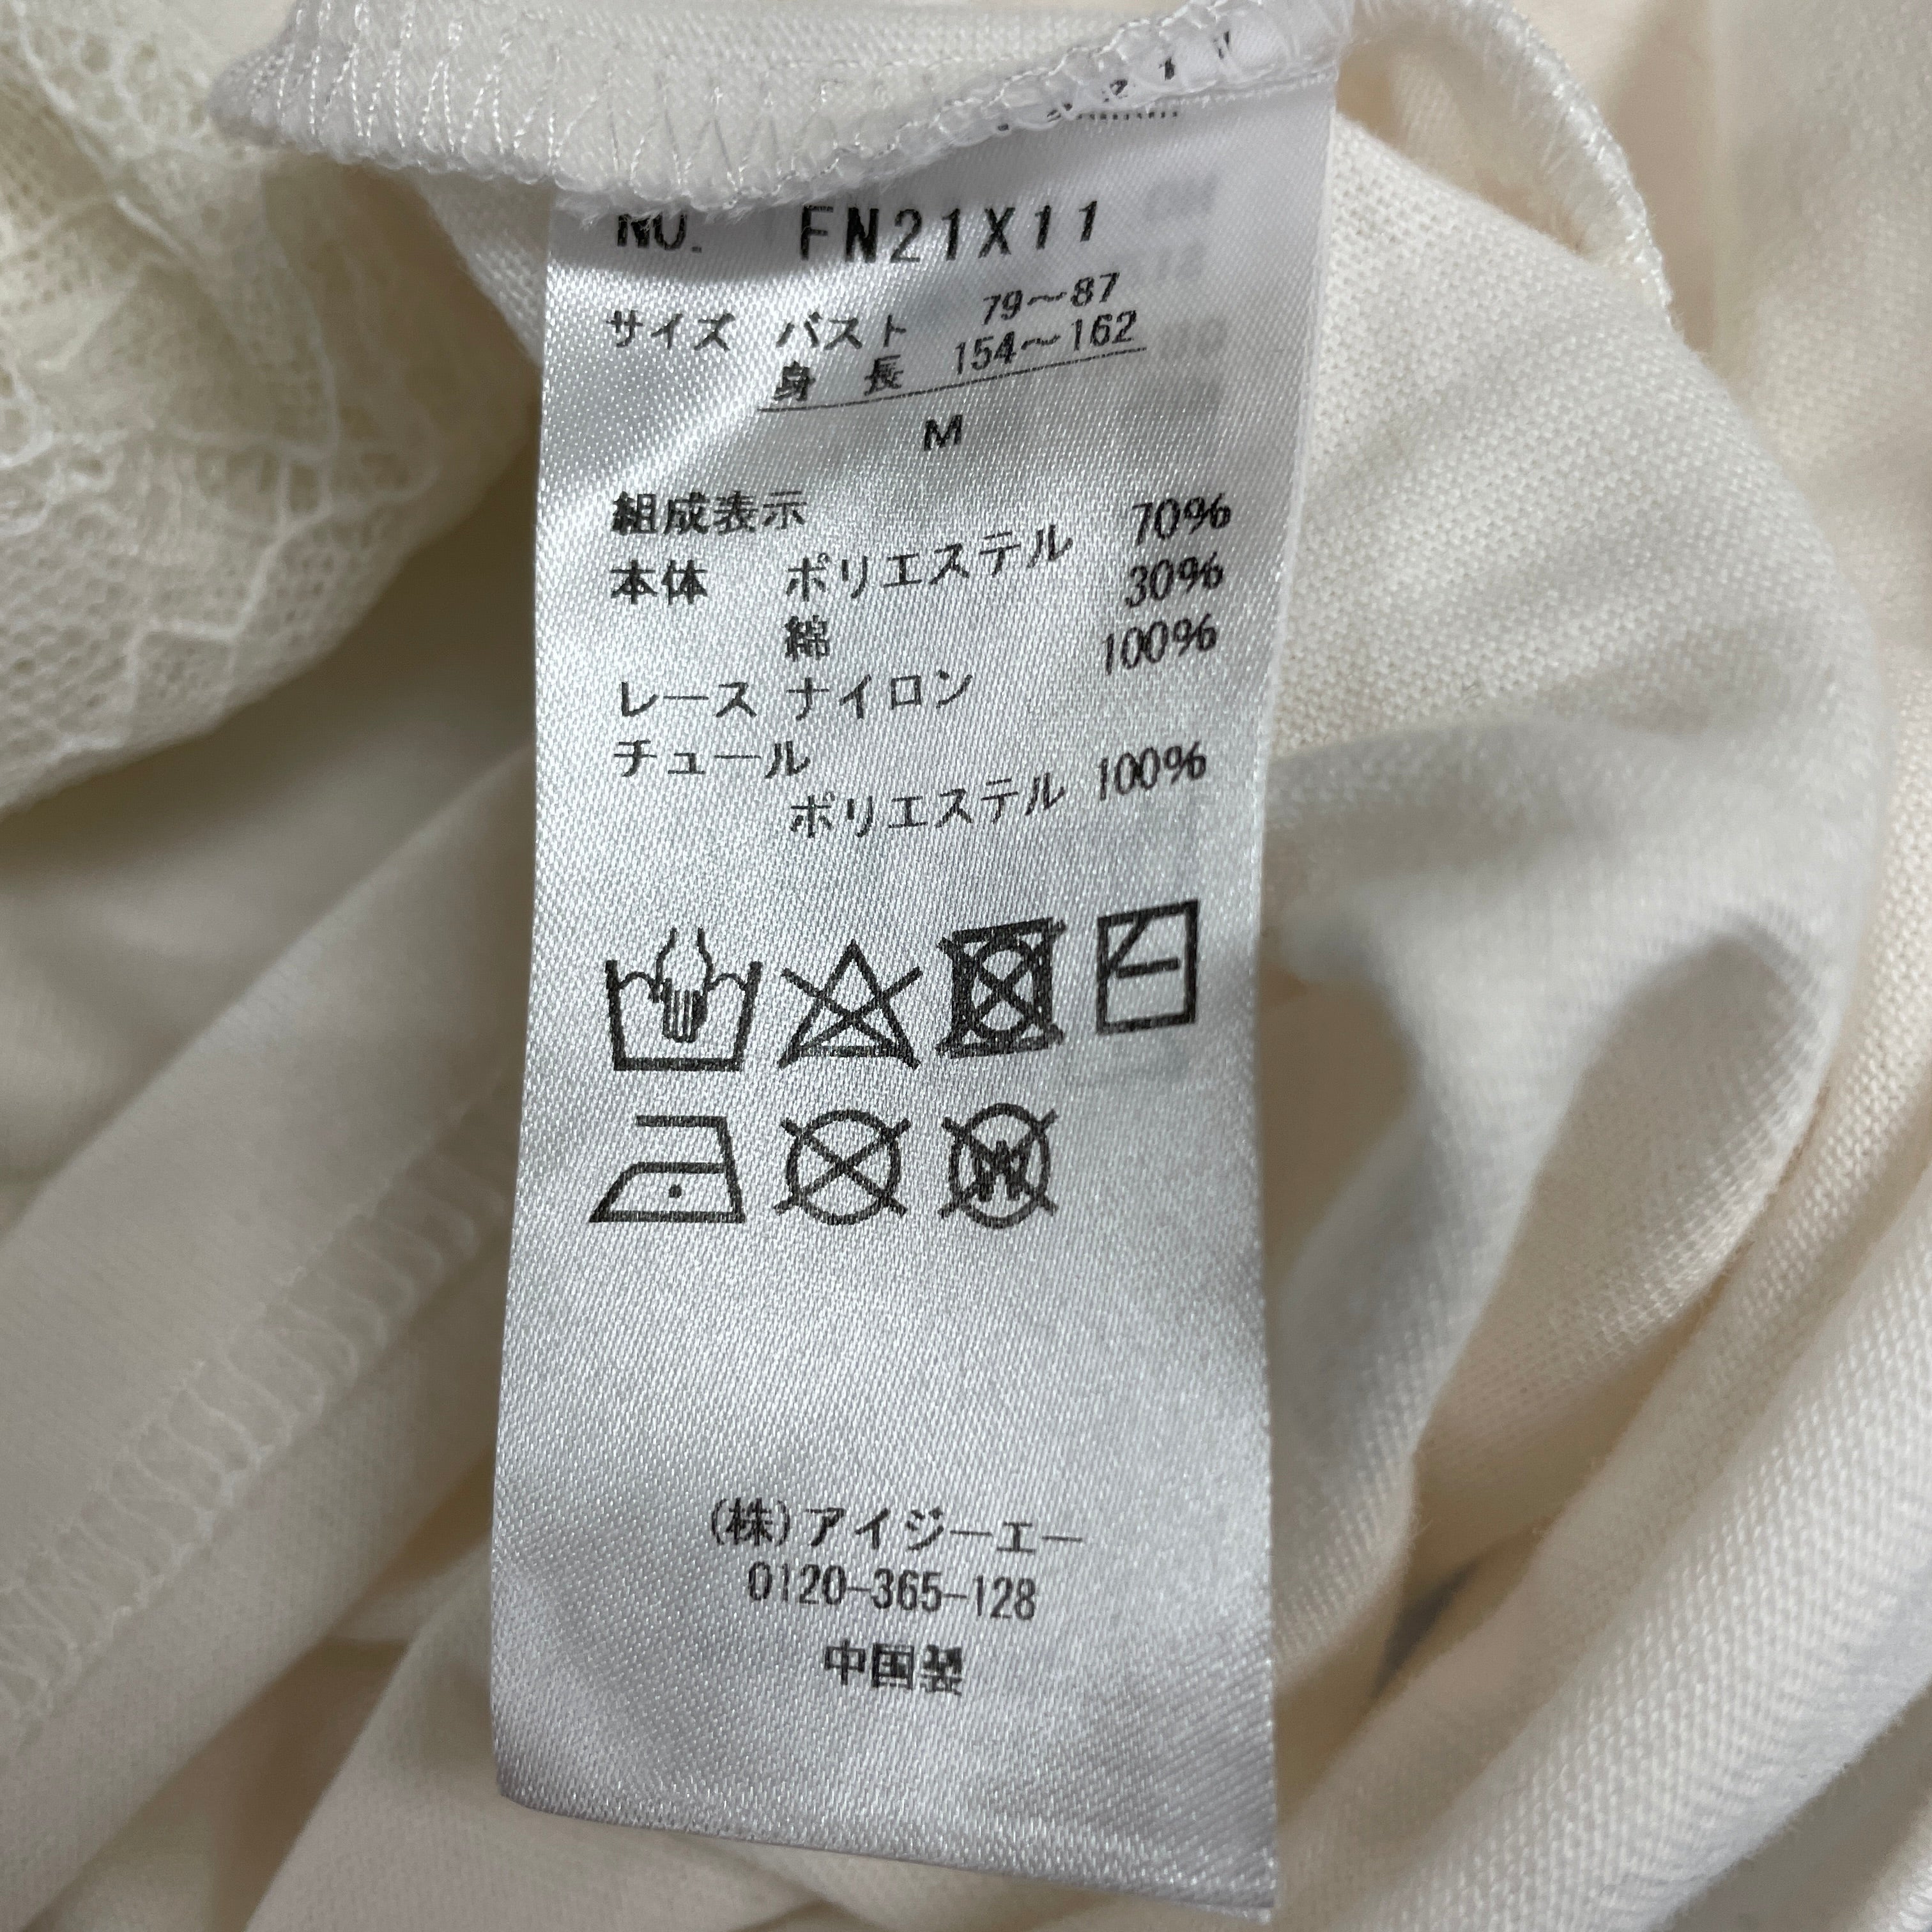 NO. FN21X11
サイズ バスト 79～87
身長 154～162
M
組成表示
本体 ポリエステル 70%
綿 30%
レース ナイロン 100%
チュール
ポリエステル 100%
(株)アイジーエー
0120-365-128
中国製